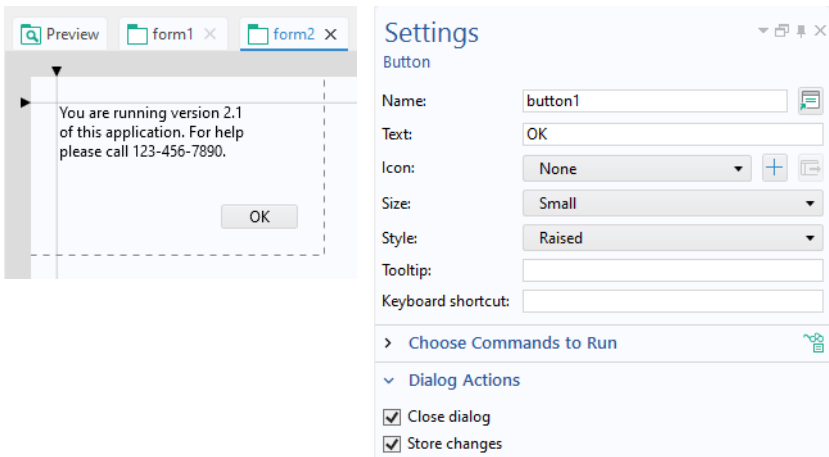 Preview form1 form2
You are running version 2.1
of this application. For help
please call 123-456-7890.
OK
Settings
Button
Name: button1
Text: OK
Icon: None
Size: Small
Style: Raised
Tooltip:
Keyboard shortcut:
Choose Commands to Run
Dialog Actions
Close dialog
Store changes